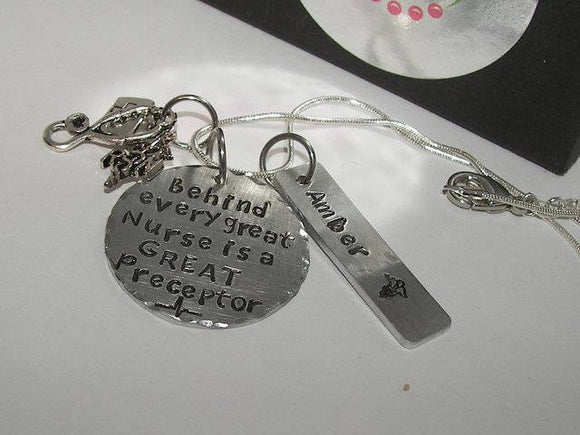 Behind
every great
Nurse is a
GREAT
preceptor
Amber